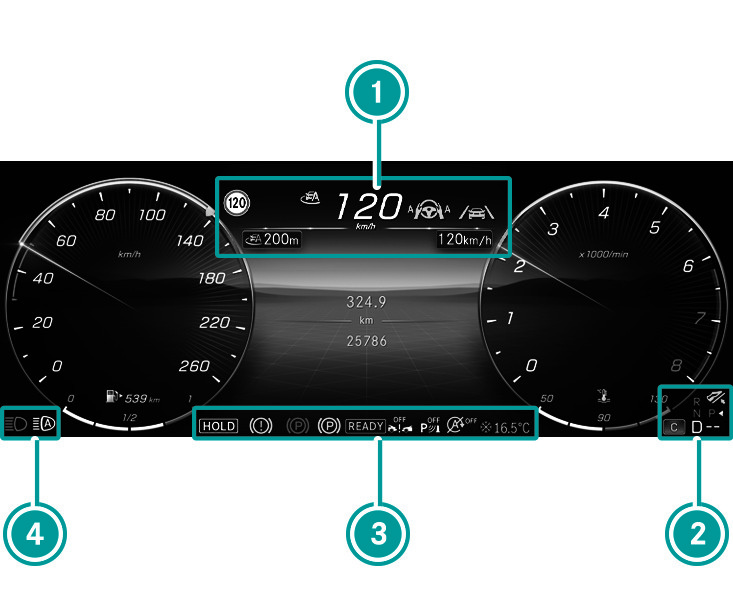 1
120
120
A A
km/h
200m
120km/h
80 100
60 140
km/h
40 180
20 220
0 260
4
3 5
x1000/min
2 6
1 7
0 8
324.9
km
25786
539 km
0 1/2 1
50 90 130
HOLD
P
P
READY
OFF
P OFF
A OFF
16.5°C
A
R
N P
C D --
4
3
2